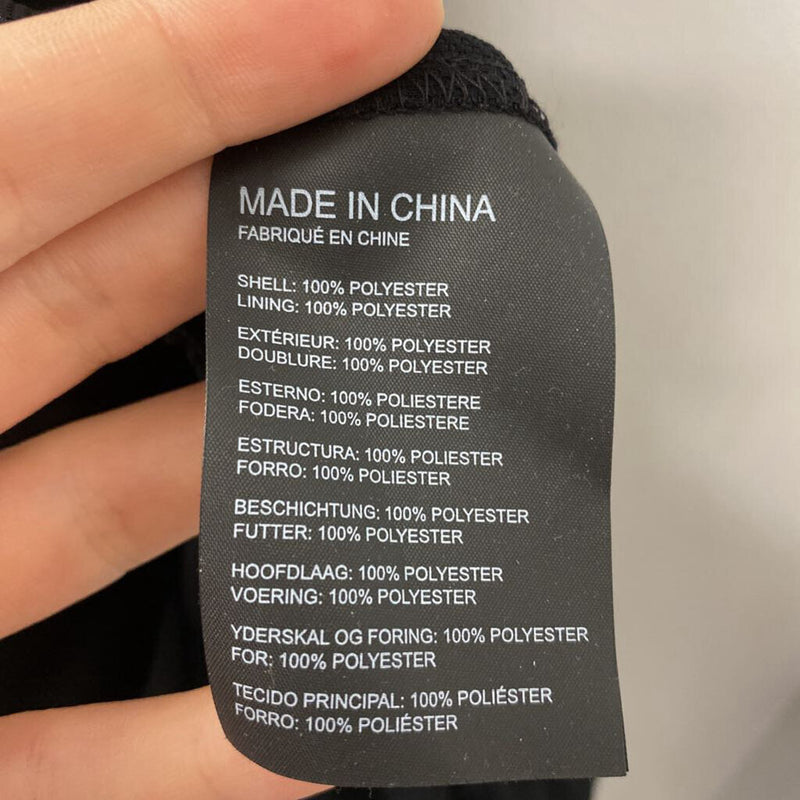 MADE IN CHINA
FABRIQUÉ EN CHINE
SHELL: 100% POLYESTER
LINING: 100% POLYESTER
EXTÉRIEUR: 100% POLYESTER
DOUBLURE: 100% POLYESTER
ESTERNO: 100% POLIESTERE
FODERA: 100% POLIESTERE
ESTRUCTURA: 100% POLIESTER
FORRO: 100% POLIESTER
BESCHICHTUNG: 100% POLYESTER
FUTTER: 100% POLYESTER
HOOFDLAAG: 100% POLYESTER
VOERING: 100% POLYESTER
YDERSKAL OG FORING: 100% POLYESTER
FOR: 100% POLYESTER
TECIDO PRINCIPAL: 100% POLIÉSTER
FORRO: 100% POLIÉSTER